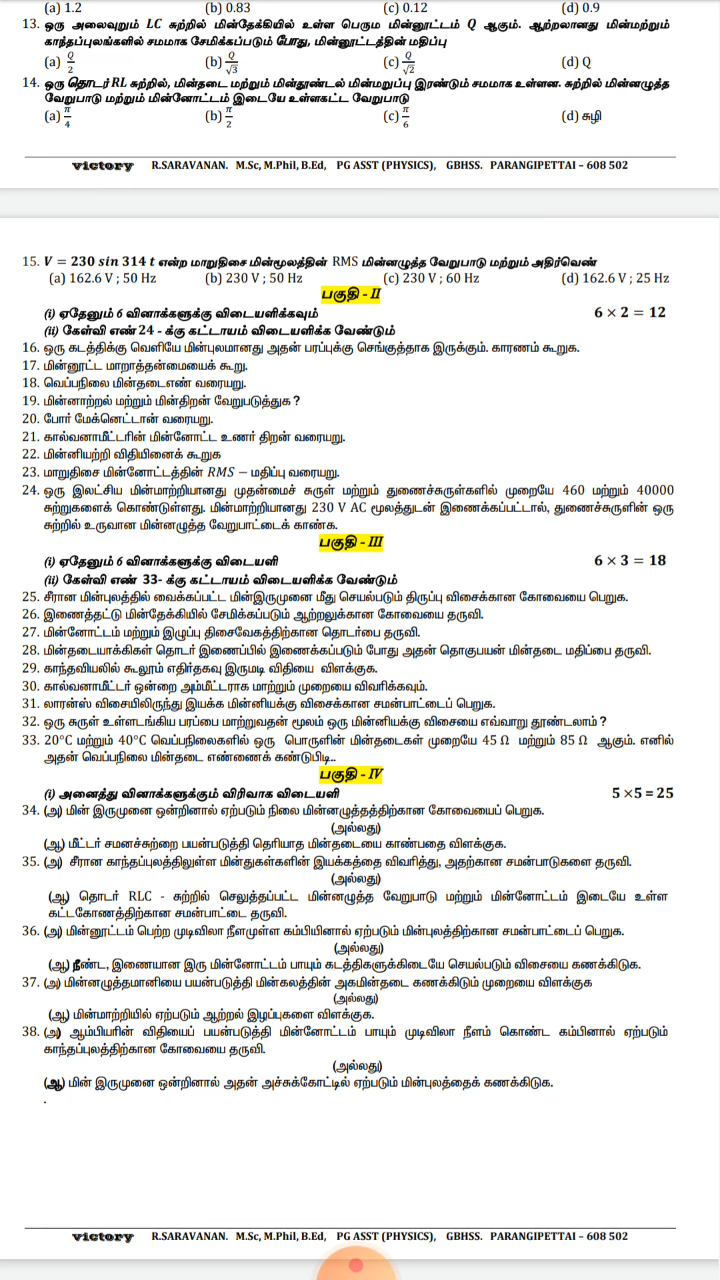 (a) 1.2 (b) 0.83 (c) 0.12 (d) 0.9
13. ஒரு அலைவுறும் LC சுற்றில் மின்தேக்கியில் உள்ள பெரும மின்னூட்டம் Q ஆகும். ஆற்றலானது மின்மற்றும்
காந்தப்புலங்களில் சமமாக சேமிக்கப்படும் போது, மின்னூட்டத்தின் மதிப்பு
(a) Q/2 (b) Q/√3 (c) Q/√2 (d) Q
14. ஒரு தொடர் RL சுற்றில், மின்தடை மற்றும் மின்தூண்டல் மின்மறுப்பு இரண்டும் சமமாக உள்ளன. சுற்றில் மின்னழுத்த
வேறுபாடு மற்றும் மின்னோட்டம் இடையே உள்ளகட்ட வேறுபாடு
(a) π/4 (b) π/2 (c) π/6 (d) சுழி
victory R.SARAVANAN. M.Sc, M.Phil, B.Ed, PG ASST (PHYSICS), GBHSS. PARANGIPETTAI – 608 502
15. V = 230 sin 314 t என்ற மாறுதிசை மின்மூலத்தின் RMS மின்னழுத்த வேறுபாடு மற்றும் அதிர்வெண்
(a) 162.6 V ; 50 Hz (b) 230 V ; 50 Hz (c) 230 V ; 60 Hz (d) 162.6 V ; 25 Hz
பகுதி - II
(i) ஏதேனும் 6 வினாக்களுக்கு விடையளிக்கவும் 6 × 2 = 12
(ii) கேள்வி எண் 24 - க்கு கட்டாயம் விடையளிக்க வேண்டும்
16. ஒரு கடத்திக்கு வெளியே மின்புலமானது அதன் பரப்புக்கு செங்குத்தாக இருக்கும். காரணம் கூறுக.
17. மின்னூட்ட மாறாத்தன்மையைக் கூறு.
18. வெப்பநிலை மின்தடைஎண் வரையறு.
19. மின்னாற்றல் மற்றும் மின்திறன் வேறுபடுத்துக ?
20. போர் மேக்னெட்டான் வரையறு.
21. கால்வனாமீட்டரின் மின்னோட்ட உணர் திறன் வரையறு.
22. மின்னியற்றி விதியினைக் கூறுக
23. மாறுதிசை மின்னோட்டத்தின் RMS – மதிப்பு வரையறு.
24. ஒரு இலட்சிய மின்மாற்றியானது முதன்மைச் சுருள் மற்றும் துணைச்சுருள்களில் முறையே 460 மற்றும் 40000
சுற்றுகளைக் கொண்டுள்ளது. மின்மாற்றியானது 230 V AC மூலத்துடன் இணைக்கப்பட்டால், துணைச்சுருளின் ஒரு
சுற்றில் உருவான மின்னழுத்த வேறுபாட்டைக் காண்க.
பகுதி - III
(i) ஏதேனும் 6 வினாக்களுக்கு விடையளி 6 × 3 = 18
(ii) கேள்வி எண் 33- க்கு கட்டாயம் விடையளிக்க வேண்டும்
25. சீரான மின்புலத்தில் வைக்கப்பட்ட மின்இருமுனை மீது செயல்படும் திருப்பு விசைக்கான கோவையை பெறுக.
26. இணைத்தட்டு மின்தேக்கியில் சேமிக்கப்படும் ஆற்றலுக்கான கோவையை தருவி.
27. மின்னோட்டம் மற்றும் இழுப்பு திசைவேகத்திற்கான தொடர்பை தருவி.
28. மின்தடையாக்கிகள் தொடர் இணைப்பில் இணைக்கப்படும் போது அதன் தொகுபயன் மின்தடை மதிப்பை தருவி.
29. காந்தவியலில் கூலூம் எதிர்தகவு இருமடி விதியை விளக்குக.
30. கால்வனாமீட்டர் ஒன்றை அம்மீட்டராக மாற்றும் முறையை விவரிக்கவும்.
31. லாரன்ஸ் விசையிலிருந்து இயக்க மின்னியக்கு விசைக்கான சமன்பாட்டைப் பெறுக.
32. ஒரு சுருள் உள்ளடங்கிய பரப்பை மாற்றுவதன் மூலம் ஒரு மின்னியக்கு விசையை எவ்வாறு தூண்டலாம் ?
33. 20°C மற்றும் 40°C வெப்பநிலைகளில் ஒரு பொருளின் மின்தடைகள் முறையே 45 Ω மற்றும் 85 Ω ஆகும். எனில்
அதன் வெப்பநிலை மின்தடை எண்ணைக் கண்டுபிடி..
பகுதி - IV
(i) அனைத்து வினாக்களுக்கும் விரிவாக விடையளி 5 ×5 = 25
34. (அ) மின் இருமுனை ஒன்றினால் ஏற்படும் நிலை மின்னழுத்தத்திற்கான கோவையைப் பெறுக.
(அல்லது)
(ஆ) மீட்டர் சமனச்சுற்றை பயன்படுத்தி தெரியாத மின்தடையை காண்பதை விளக்குக.
35. (அ) சீரான காந்தப்புலத்திலுள்ள மின்துகள்களின் இயக்கத்தை விவரித்து, அதற்கான சமன்பாடுகளை தருவி.
(அல்லது)
(ஆ) தொடர் RLC - சுற்றில் செலுத்தப்பட்ட மின்னழுத்த வேறுபாடு மற்றும் மின்னோட்டம் இடையே உள்ள
கட்டகோணத்திற்கான சமன்பாட்டை தருவி.
36. (அ) மின்னூட்டம் பெற்ற முடிவிலா நீளமுள்ள கம்பியினால் ஏற்படும் மின்புலத்திற்கான சமன்பாட்டைப் பெறுக.
(அல்லது)
(ஆ) நீண்ட, இணையான இரு மின்னோட்டம் பாயும் கடத்திகளுக்கிடையே செயல்படும் விசையை கணக்கிடுக.
37. (அ) மின்னழுத்தமானியை பயன்படுத்தி மின்கலத்தின் அகமின்தடை கணக்கிடும் முறையை விளக்குக
(அல்லது)
(ஆ) மின்மாற்றியில் ஏற்படும் ஆற்றல் இழப்புகளை விளக்குக.
38. (அ) ஆம்பியரின் விதியைப் பயன்படுத்தி மின்னோட்டம் பாயும் முடிவிலா நீளம் கொண்ட கம்பினால் ஏற்படும்
காந்தப்புலத்திற்கான கோவையை தருவி.
(அல்லது)
(ஆ) மின் இருமுனை ஒன்றினால் அதன் அச்சுக்கோட்டில் ஏற்படும் மின்புலத்தைக் கணக்கிடுக.
.
victory R.SARAVANAN. M.Sc, M.Phil, B.Ed, PG ASST (PHYSICS), GBHSS. PARANGIPETTAI – 608 502